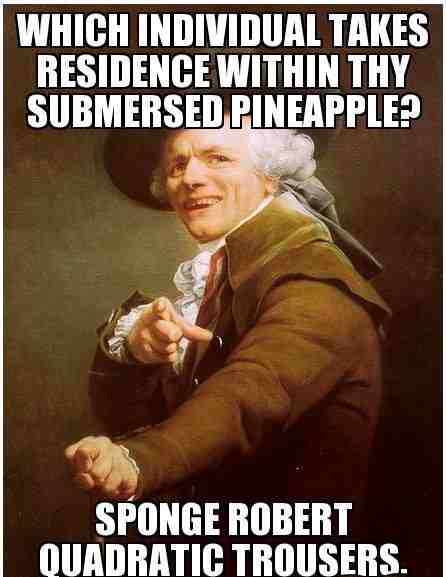 WHICH INDIVIDUAL TAKES
RESIDENCE WITHIN THY
SUBMERSED PINEAPPLE?
SPONGE ROBERT
QUADRATIC TROUSERS.